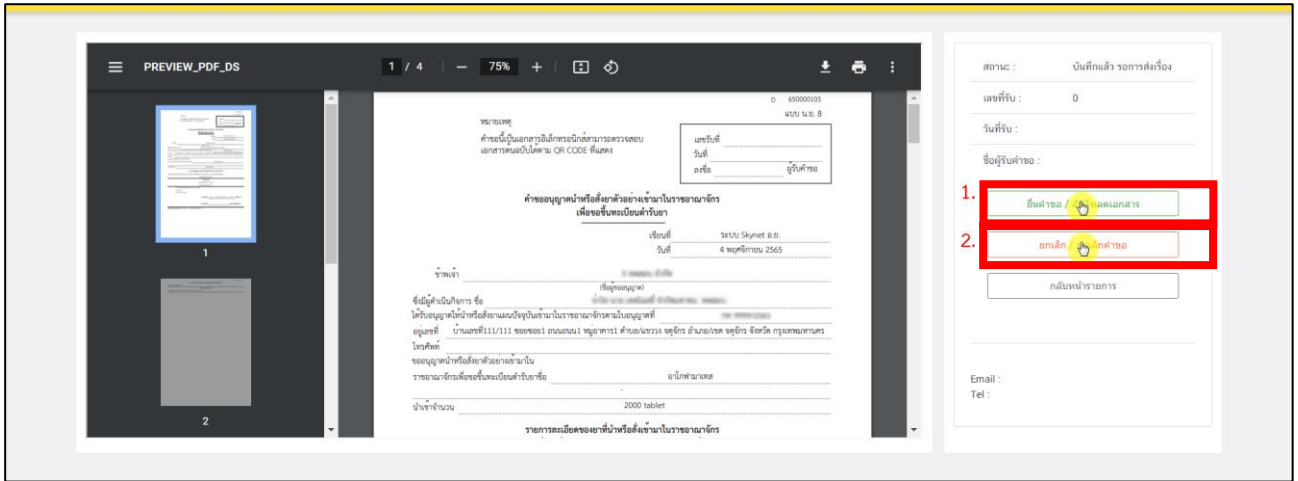 PREVIEW_PDF_DS
1 / 4
75%
1
2
D 650000105
แบบ น.ย. 8
หมายเหตุ
คำขอนี้เป็นเอกสารอิเล็กทรอนิกส์สามารถตรวจสอบ
เอกสารตนฉบับได้ตาม QR CODE ที่แสดง
เลขรับที่
วันที่
ลงชื่อ ผู้รับคำขอ
คำขออนุญาตนำหรือสั่งยาตัวอย่างเข้ามาในราชอาณาจักร
เพื่อขอขึ้นทะเบียนตำรับยา
เขียนที่ ระบบ Skynet อ.ย.
วันที่ 4 พฤศจิกายน 2565
ข้าพเจ้า
(ชื่อผู้ขออนุญาต)
ซึ่งมีผู้ดำเนินกิจการ ชื่อ
ได้รับอนุญาตให้นำหรือสั่งยาแผนปัจจุบันเข้ามาในราชอาณาจักรตามใบอนุญาตที่
อยู่เลขที่ บ้านเลขที่111/111 ซอยซอย1 ถนนถนน1 หมู่อาคาร1 ตำบล/แขวง จตุจักร อำเภอ/เขต จตุจักร จังหวัด กรุงเทพมหานคร
โทรศัพท์
ขออนุญาตนำหรือสั่งยาตัวอย่างเข้ามาใน
ราชอาณาจักรเพื่อขอขึ้นทะเบียนตำรับยาชื่อ อาโกฟามาเทส
-
นำเข้าจำนวน 2000 tablet
รายการละเอียดของยาที่นำหรือสั่งเข้ามาในราชอาณาจักร
สถานะ : บันทึกแล้ว รอการส่งเรื่อง
เลขที่รับ : 0
วันที่รับ :
ชื่อผู้รับคำขอ :
1. ยื่นคำขอ / เอกสาร
2. ยกเลิก / คำขอ
กลับหน้ารายการ
Email :
Tel :